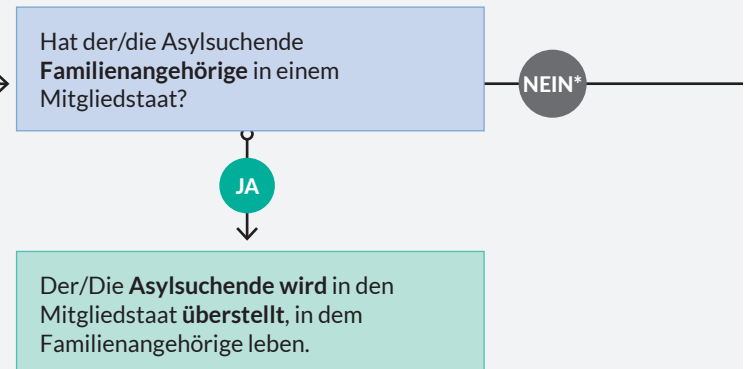 Hat der/die Asylsuchende
Familienangehörige in einem
Mitgliedstaat?
NEIN*
JA
Der/Die Asylsuchende wird in den
Mitgliedstaat überstellt, in dem
Familienangehörige leben.